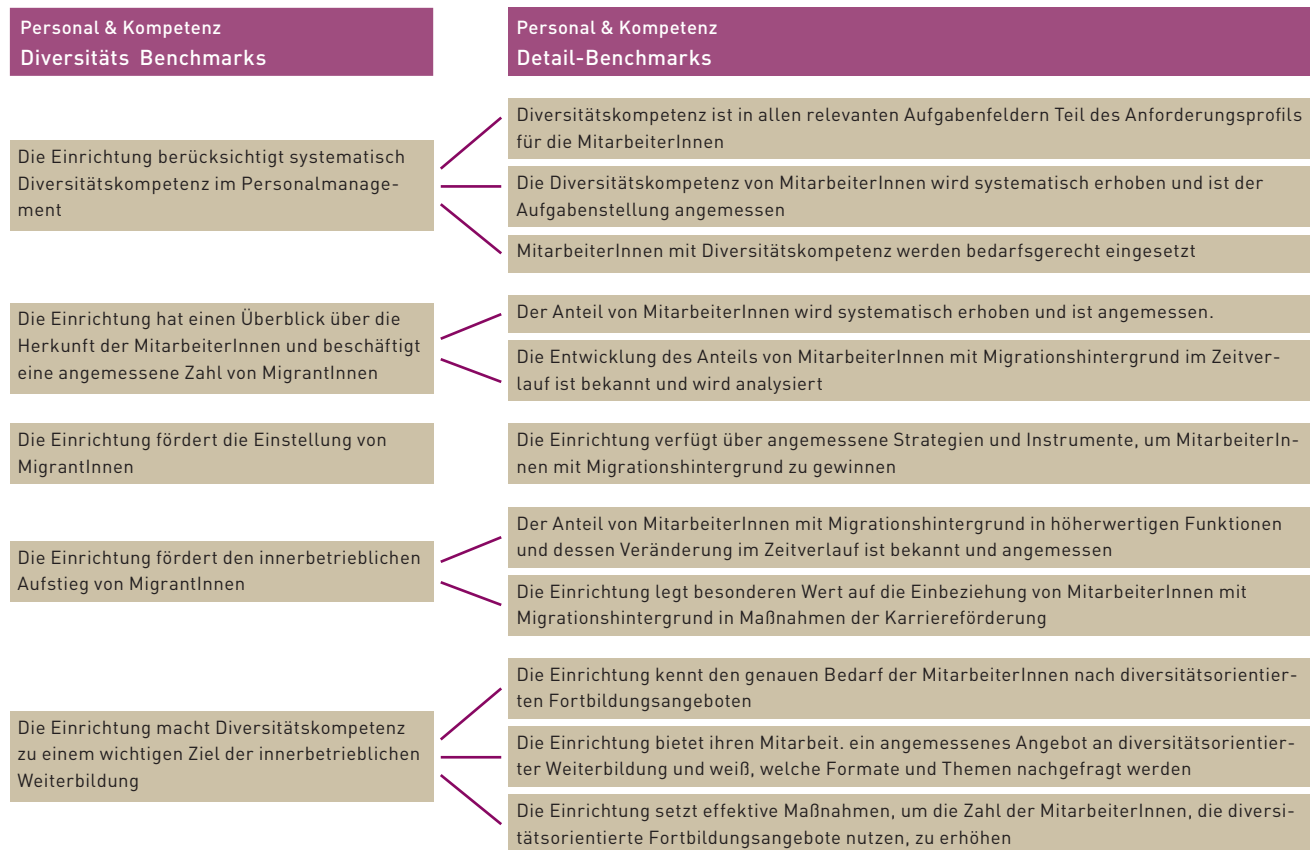 Personal & Kompetenz
Diversitäts Benchmarks
Personal & Kompetenz
Detail-Benchmarks
Die Einrichtung berücksichtigt systematisch
Diversitätskompetenz im Personalmanage-
ment
Diversitätskompetenz ist in allen relevanten Aufgabenfeldern Teil des Anforderungsprofils
für die MitarbeiterInnen
Die Diversitätskompetenz von MitarbeiterInnen wird systematisch erhoben und ist der
Aufgabenstellung angemessen
MitarbeiterInnen mit Diversitätskompetenz werden bedarfsgerecht eingesetzt
Die Einrichtung hat einen Überblick über die
Herkunft der MitarbeiterInnen und beschäftigt
eine angemessene Zahl von MigrantInnen
Der Anteil von MitarbeiterInnen wird systematisch erhoben und ist angemessen.
Die Entwicklung des Anteils von MitarbeiterInnen mit Migrationshintergrund im Zeitver-
lauf ist bekannt und wird analysiert
Die Einrichtung fördert die Einstellung von
MigrantInnen
Die Einrichtung verfügt über angemessene Strategien und Instrumente, um MitarbeiterIn-
nen mit Migrationshintergrund zu gewinnen
Die Einrichtung fördert den innerbetrieblichen
Aufstieg von MigrantInnen
Der Anteil von MitarbeiterInnen mit Migrationshintergrund in höherwertigen Funktionen
und dessen Veränderung im Zeitverlauf ist bekannt und angemessen
Die Einrichtung legt besonderen Wert auf die Einbeziehung von MitarbeiterInnen mit
Migrationshintergrund in Maßnahmen der Karriereförderung
Die Einrichtung macht Diversitätskompetenz
zu einem wichtigen Ziel der innerbetrieblichen
Weiterbildung
Die Einrichtung kennt den genauen Bedarf der MitarbeiterInnen nach diversitätsorientier-
ten Fortbildungsangeboten
Die Einrichtung bietet ihren Mitarbeit. ein angemessenes Angebot an diversitätsorientier-
ter Weiterbildung und weiß, welche Formate und Themen nachgefragt werden
Die Einrichtung setzt effektive Maßnahmen, um die Zahl der MitarbeiterInnen, die diversi-
tätsorientierte Fortbildungsangebote nutzen, zu erhöhen